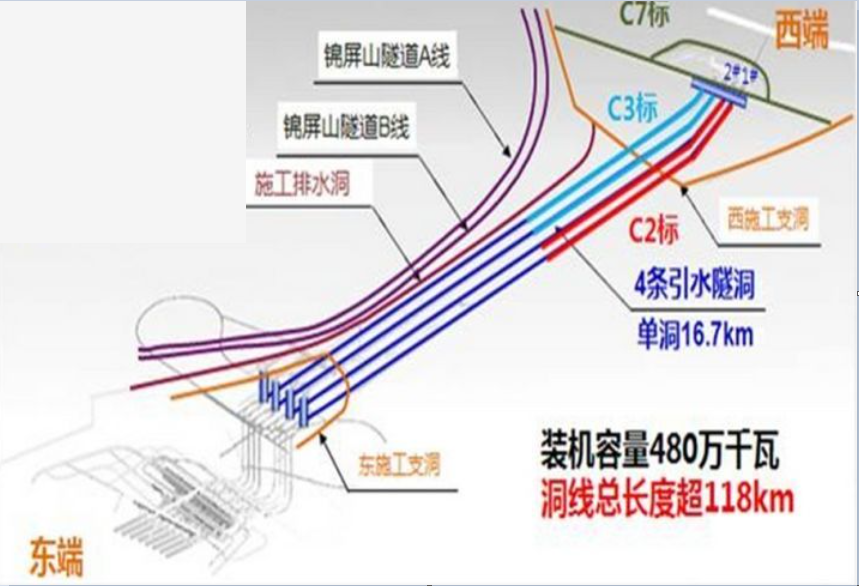 C7标
西端
2#1#
锦屏山隧道A线
C3标
锦屏山隧道B线
施工排水洞
西施工支洞
C2标
4条引水隧洞
单洞16.7km
装机容量480万千瓦
东施工支洞
洞线总长度超118km
东端